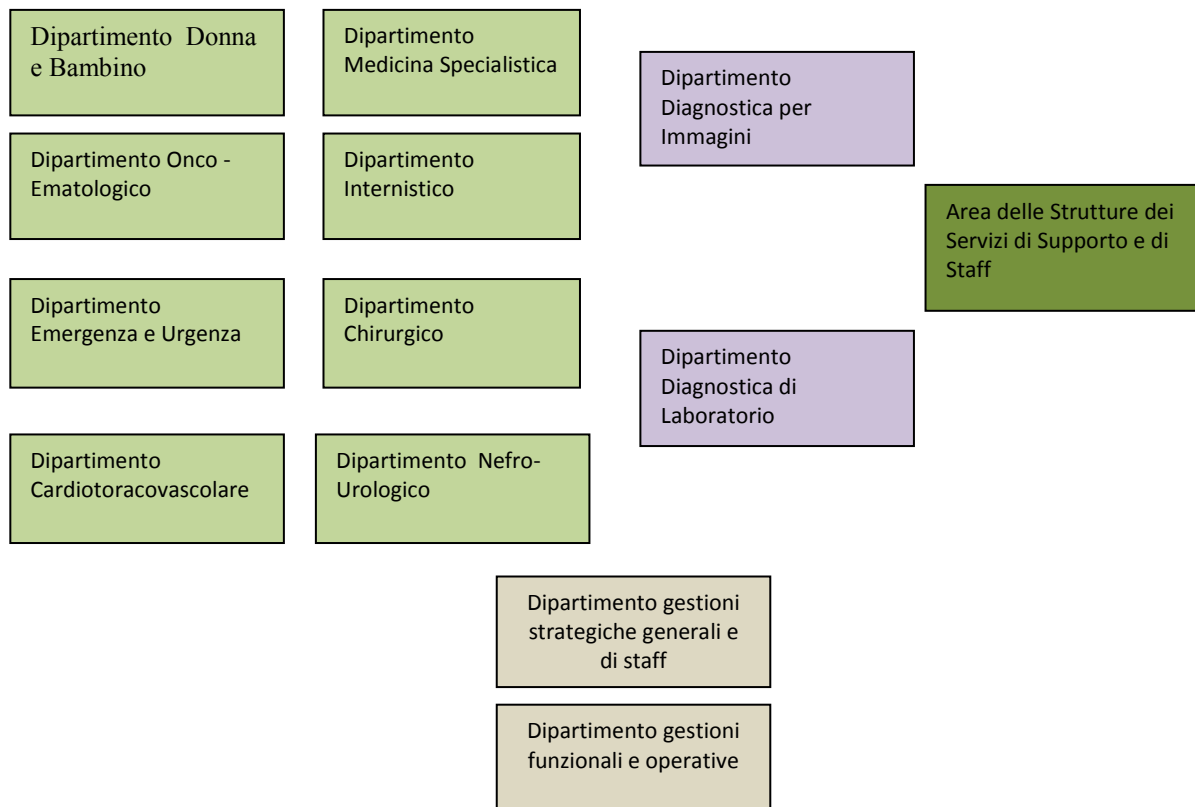 Dipartimento Donna
e Bambino
Dipartimento
Medicina Specialistica
Dipartimento
Diagnostica per
Immagini
Dipartimento Onco -
Ematologico
Dipartimento
Internistico
Area delle Strutture dei
Servizi di Supporto e di
Staff
Dipartimento
Emergenza e Urgenza
Dipartimento
Chirurgico
Dipartimento
Diagnostica di
Laboratorio
Dipartimento
Cardiotoracovascolare
Dipartimento Nefro-
Urologico
Dipartimento gestioni
strategiche generali e
di staff
Dipartimento gestioni
funzionali e operative